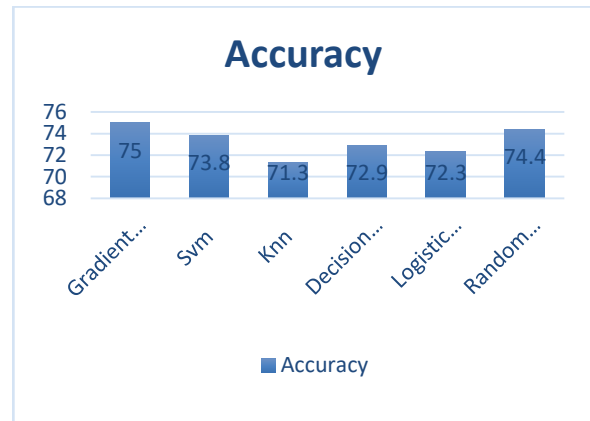 Accuracy
76
74
72
70
68
75
73.8
71.3
72.9
72.3
74.4
Gradient...
Svm
Knn
Decision...
Logistic...
Random...
Accuracy